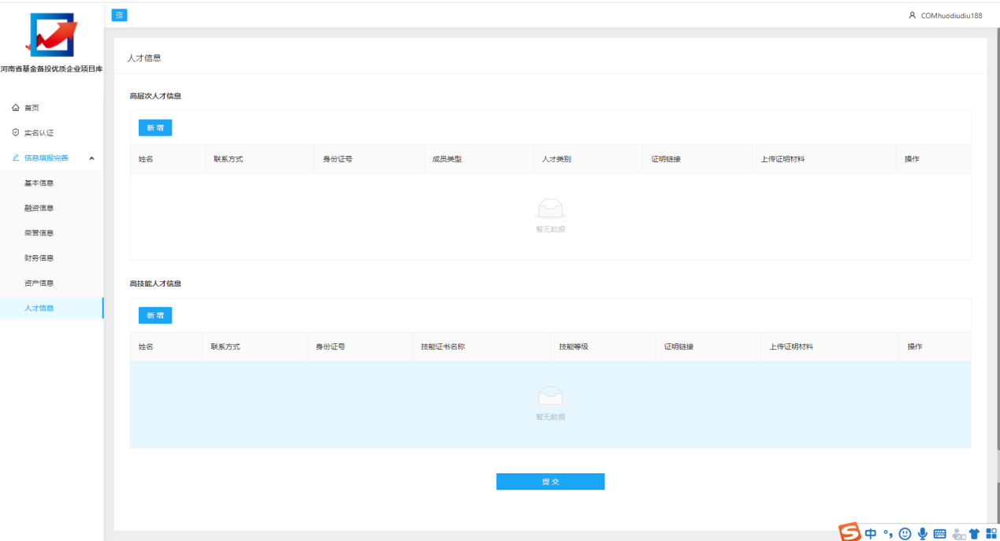 COMhuodiudiu188
河南省基金备投优质企业项目库
首页
实名认证
信息填报完善
基本信息
融资信息
荣誉信息
财务信息
资产信息
人才信息
人才信息
高层次人才信息
新 增
姓名 联系方式 身份证号 成员类型 人才类别 证明链接 上传证明材料 操作
暂无数据
高技能人才信息
新 增
姓名 联系方式 身份证号 技能证书名称 技能等级 证明链接 上传证明材料 操作
暂无数据
提 交
S 中